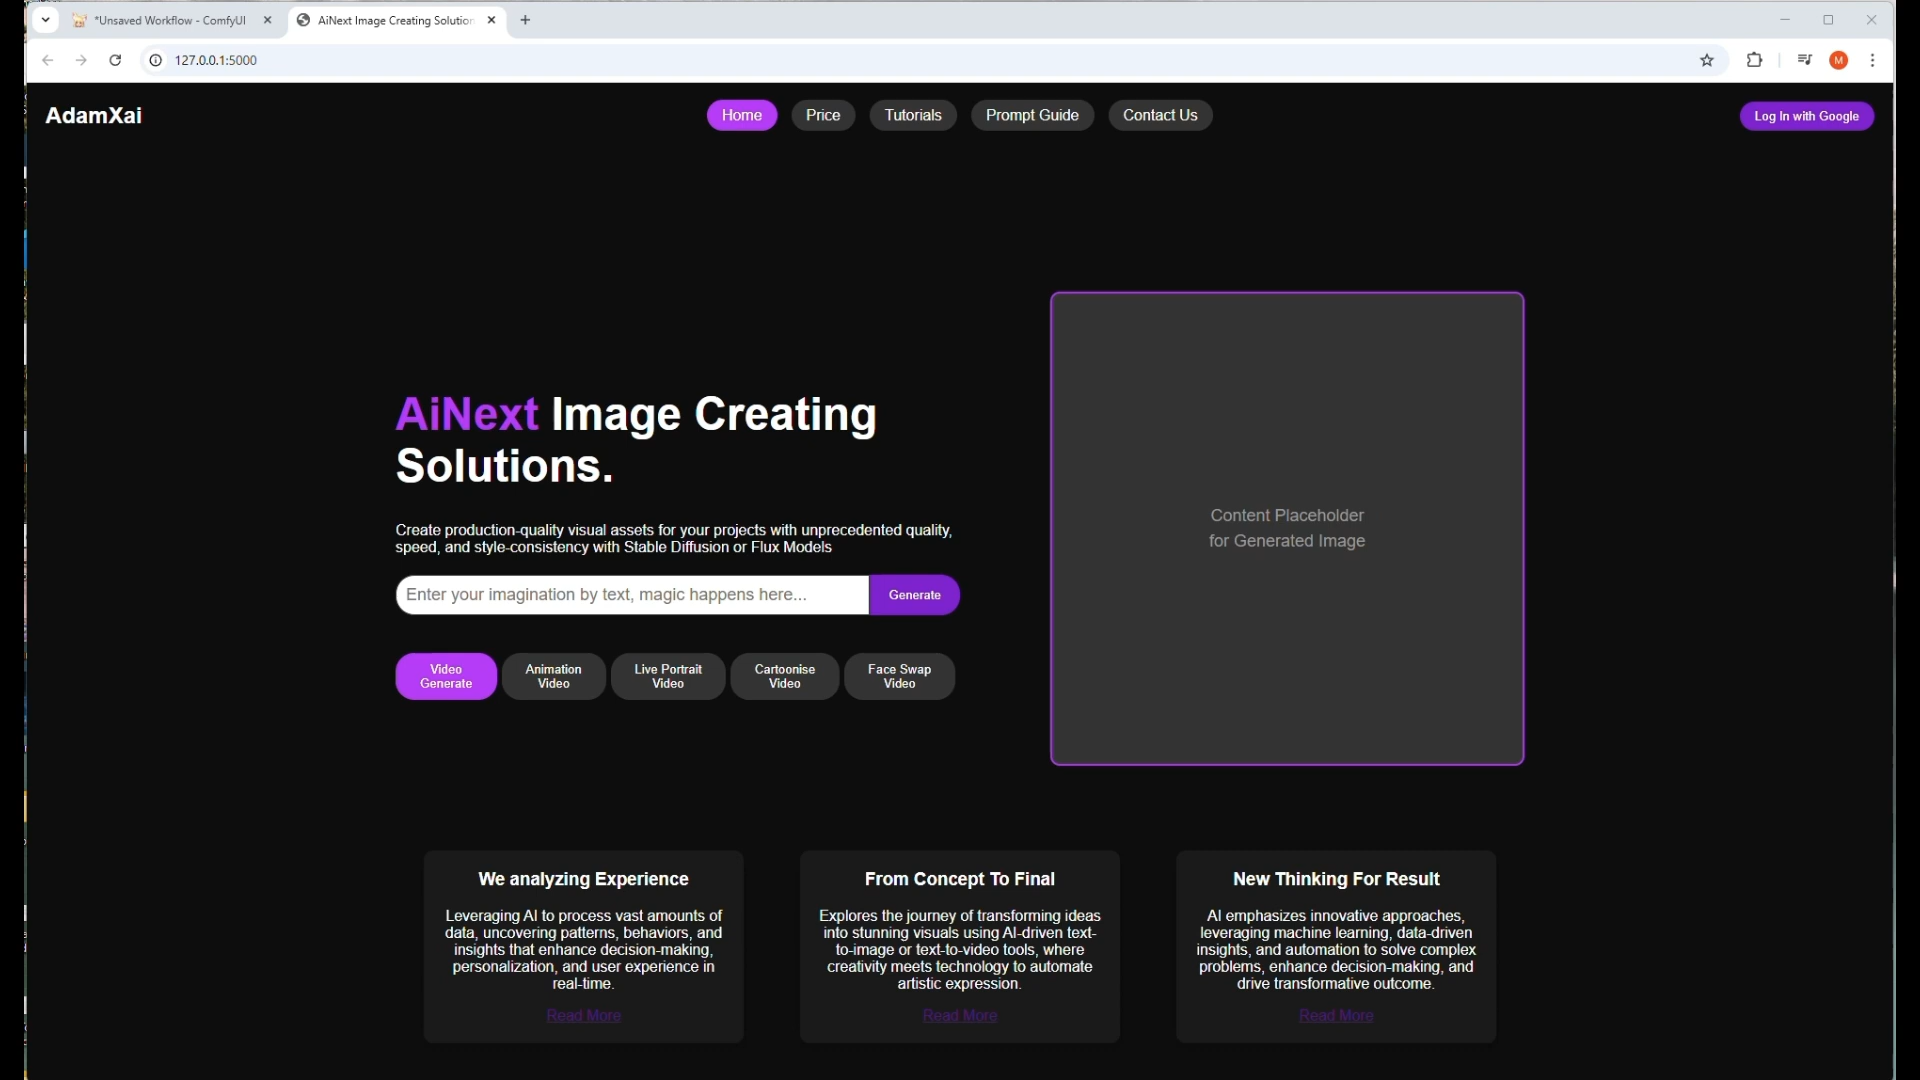 *Unsaved Workflow - ComfyUI
AiNext Image Creating Solution
127.0.0.1:5000
M
AdamXai
Home
Price
Tutorials
Prompt Guide
Contact Us
Log In with Google
AiNext Image Creating
Solutions.
Create production-quality visual assets for your projects with unprecedented quality,
speed, and style-consistency with Stable Diffusion or Flux Models
Enter your imagination by text, magic happens here...
Generate
Video
Generate
Animation
Video
Live Portrait
Video
Cartoonise
Video
Face Swap
Video
Content Placeholder
for Generated Image
We analyzing Experience
Leveraging AI to process vast amounts of
data, uncovering patterns, behaviors, and
insights that enhance decision-making,
personalization, and user experience in
real-time.
Read More
From Concept To Final
Explores the journey of transforming ideas
into stunning visuals using AI-driven text-
to-image or text-to-video tools, where
creativity meets technology to automate
artistic expression.
Read More
New Thinking For Result
AI emphasizes innovative approaches,
leveraging machine learning, data-driven
insights, and automation to solve complex
problems, enhance decision-making, and
drive transformative outcome.
Read More